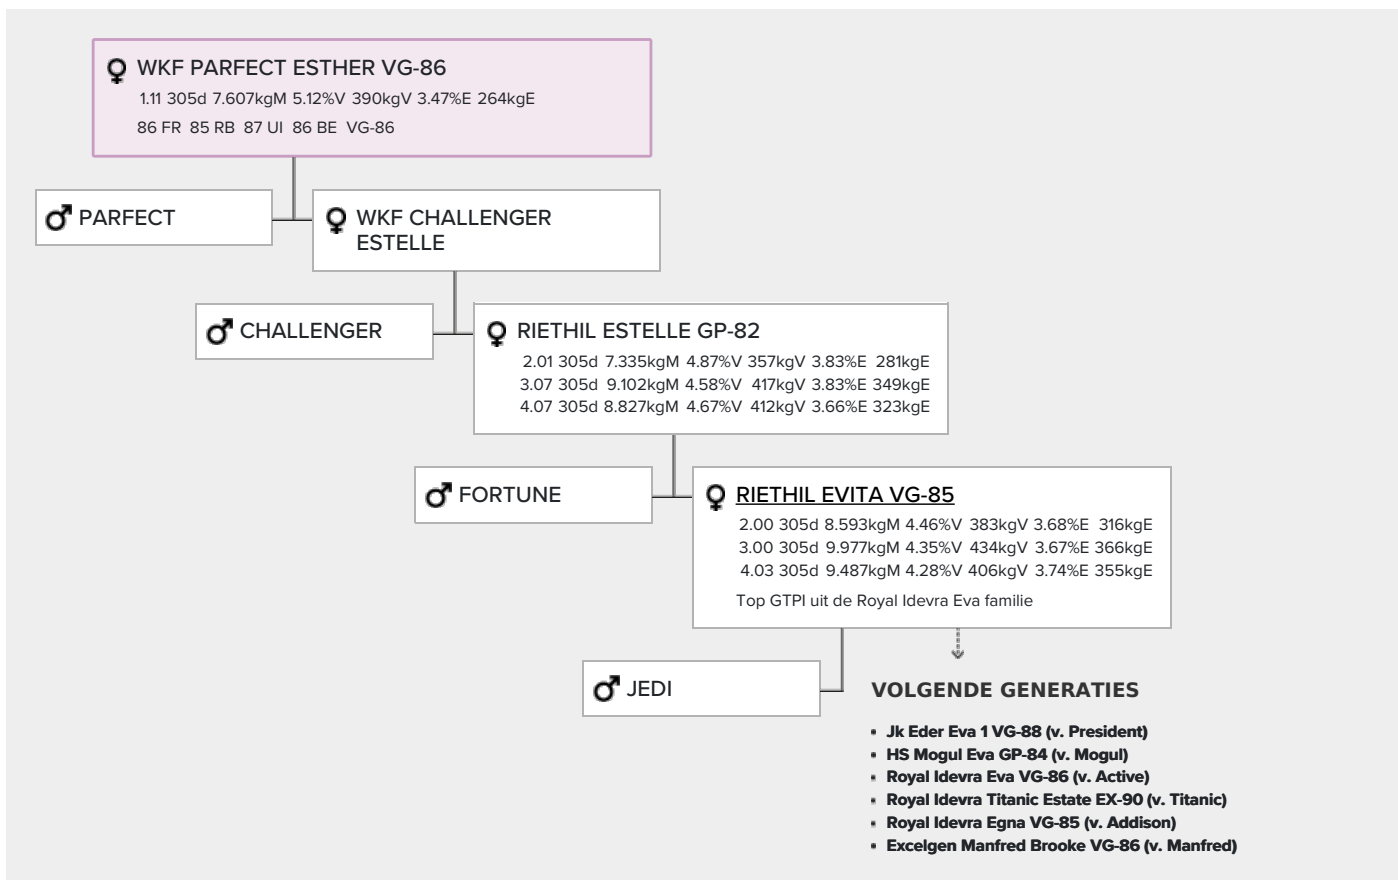 WKF PARFECT ESTHER VG-86
1.11 305d 7.607kgM 5.12%V 390kgV 3.47%E 264kgE
86 FR 85 RB 87 UI 86 BE VG-86
PARFECT
WKF CHALLENGER
ESTELLE
CHALLENGER
RIETHIL ESTELLE GP-82
2.01 305d 7.335kgM 4.87%V 357kgV 3.83%E 281kgE
3.07 305d 9.102kgM 4.58%V 417kgV 3.83%E 349kgE
4.07 305d 8.827kgM 4.67%V 412kgV 3.66%E 323kgE
FORTUNE
RIETHIL EVITA VG-85
2.00 305d 8.593kgM 4.46%V 383kgV 3.68%E 316kgE
3.00 305d 9.977kgM 4.35%V 434kgV 3.67%E 366kgE
4.03 305d 9.487kgM 4.28%V 406kgV 3.74%E 355kgE
Top GTPI uit de Royal Idevra Eva familie
JEDI
VOLGENDE GENERATIES
• Jk Eder Eva 1 VG-88 (v. President)
• HS Mogul Eva GP-84 (v. Mogul)
• Royal Idevra Eva VG-86 (v. Active)
• Royal Idevra Titanic Estate EX-90 (v. Titanic)
• Royal Idevra Egna VG-85 (v. Addison)
• Excelgen Manfred Brooke VG-86 (v. Manfred)